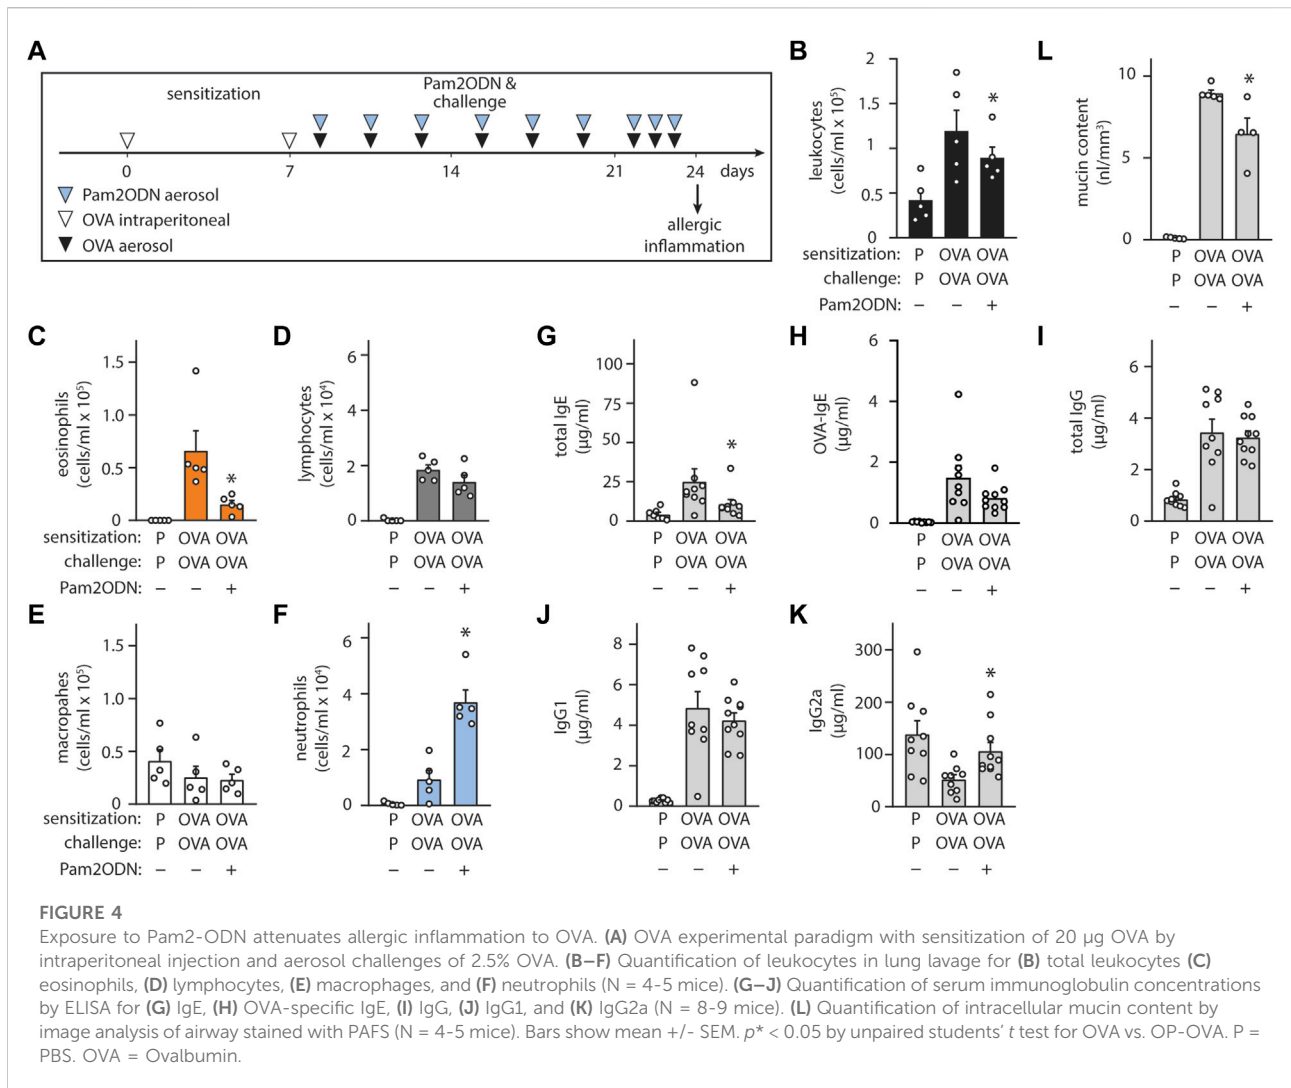 A
sensitization
Pam2ODN &
challenge
0
7
14
21
24
days
Pam2ODN aerosol
OVA intraperitoneal
OVA aerosol
allergic
inflammation
B
leukocytes
(cells/ml x 10⁵)
2
1.5
1
0.5
0
*
sensitization: P OVA OVA
challenge: P OVA OVA
Pam2ODN: – – +
L
mucin content
(nl/mm³)
10
5
0
*
P OVA OVA
P OVA OVA
– – +
C
eosinophils
(cells/ml x 10⁵)
1.5
1.0
0.5
0
*
sensitization: P OVA OVA
challenge: P OVA OVA
Pam2ODN: – – +
D
lymphocytes
(cells/ml x 10⁴)
6
4
2
0
P OVA OVA
P OVA OVA
– – +
G
total IgE
(µg/ml)
100
50
25
0
*
P OVA OVA
P OVA OVA
– – +
H
OVA-IgE
(µg/ml)
6
4
2
0
P OVA OVA
P OVA OVA
– – +
I
total IgG
(µg/ml)
6
4
2
0
P OVA OVA
P OVA OVA
– – +
E
macropahes
(cells/ml x 10⁵)
1.5
1.0
0.5
0
sensitization: P OVA OVA
challenge: P OVA OVA
Pam2ODN: – – +
F
neutrophils
(cells/ml x 10⁴)
6
4
2
0
*
P OVA OVA
P OVA OVA
– – +
J
IgG1
(µg/ml)
8
6
4
2
0
P OVA OVA
P OVA OVA
– – +
K
IgG2a
(µg/ml)
300
200
100
0
*
P OVA OVA
P OVA OVA
– – +
FIGURE 4
Exposure to Pam2-ODN attenuates allergic inflammation to OVA. (A) OVA experimental paradigm with sensitization of 20 µg OVA by
intraperitoneal injection and aerosol challenges of 2.5% OVA. (B–F) Quantification of leukocytes in lung lavage for (B) total leukocytes (C)
eosinophils, (D) lymphocytes, (E) macrophages, and (F) neutrophils (N = 4-5 mice). (G–J) Quantification of serum immunoglobulin concentrations
by ELISA for (G) IgE, (H) OVA-specific IgE, (I) IgG, (J) IgG1, and (K) IgG2a (N = 8-9 mice). (L) Quantification of intracellular mucin content by
image analysis of airway stained with PAFS (N = 4-5 mice). Bars show mean +/- SEM. p* < 0.05 by unpaired students’ t test for OVA vs. OP-OVA. P =
PBS. OVA = Ovalbumin.